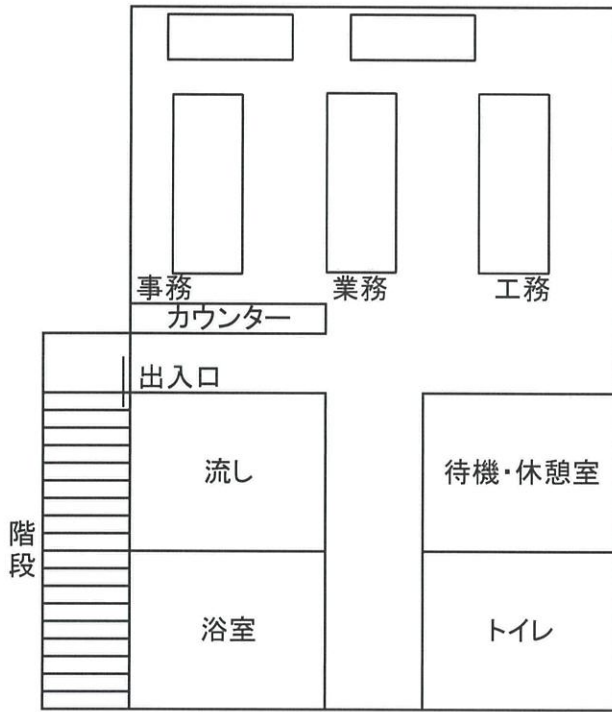 事務
業務
工務
カウンター
出入口
流し
待機・休憩室
階段
浴室
トイレ